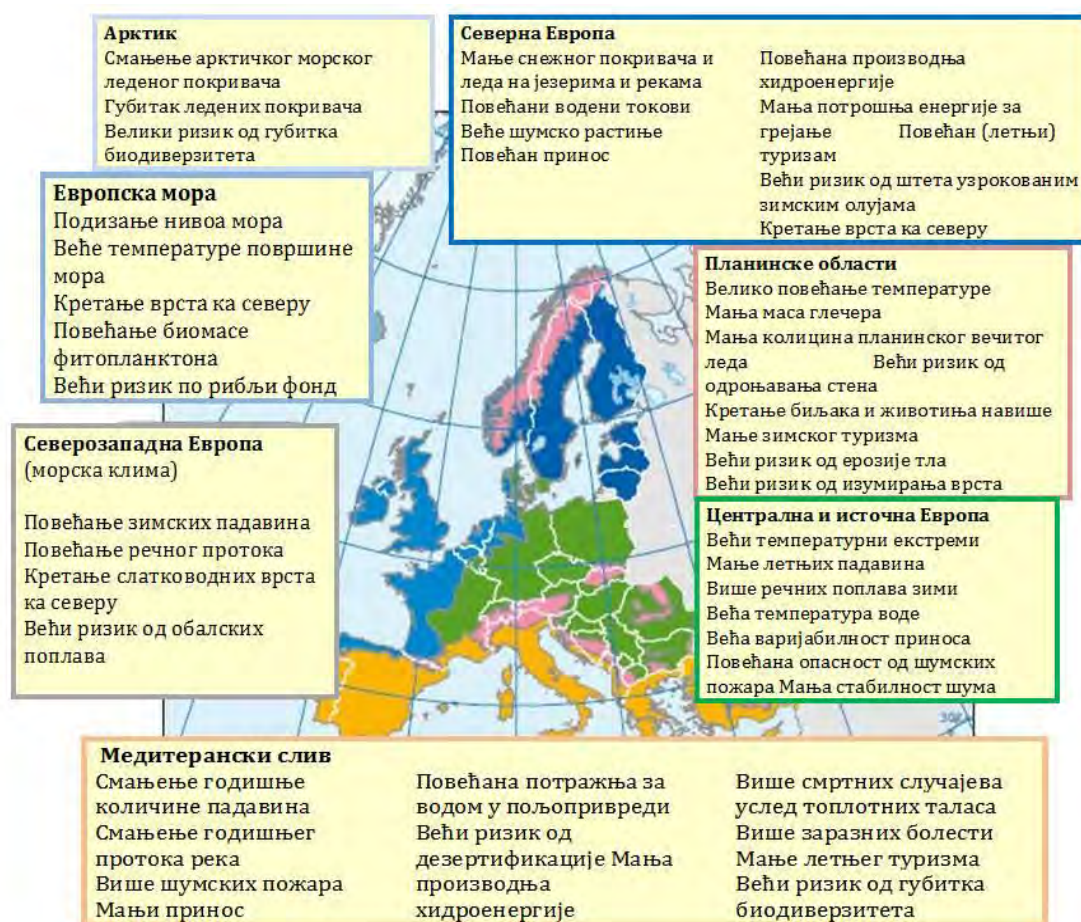 Арктик
Смањење арктичког морског
леденог покривача
Губитак ледених покривача
Велики ризик од губитка
биодиверзитета
Северна Европа
Мање снежног покривача и
леда на језерима и рекама
Повећани водени токови
Веће шумско растиње
Повећан принос
Повећана производња
хидроенергије
Мања потрошња енергије за
грејање Повећан (летњи)
туризам
Већи ризик од штета узрокованим
зимским олујама
Кретање врста ка северу
Европска мора
Подизање нивоа мора
Веће температуре површине
мора
Кретање врста ка северу
Повећање биомасе
фитопланктона
Већи ризик по рибљи фонд
Планинске области
Велико повећање температуре
Мања маса глечера
Мања колицина планинског вечитог
леда Већи ризик од
одроњавања стена
Кретање биљака и животиња навише
Мање зимског туризма
Већи ризик од ерозије тла
Већи ризик од изумирања врста
Северозападна Европа
(морска клима)
Повећање зимских падавина
Повећање речног протока
Кретање слатководних врста
ка северу
Већи ризик од обалских
поплава
Централна и источна Европа
Већи температурни екстреми
Мање летњих падавина
Више речних поплава зими
Већа температура воде
Већа варијабилност приноса
Повећана опасност од шумских
пожара Мања стабилност шума
Медитерански слив
Смањење годишње
количине падавина
Смањење годишњег
протока река
Више шумских пожара
Мањи принос
Повећана потражња за
водом у пољопривреди
Већи ризик од
дезертификације Мања
производња
хидроенергије
Више смртних случајева
услед топлотних таласа
Више заразних болести
Мање летњег туризма
Већи ризик од губитка
биодиверзитета